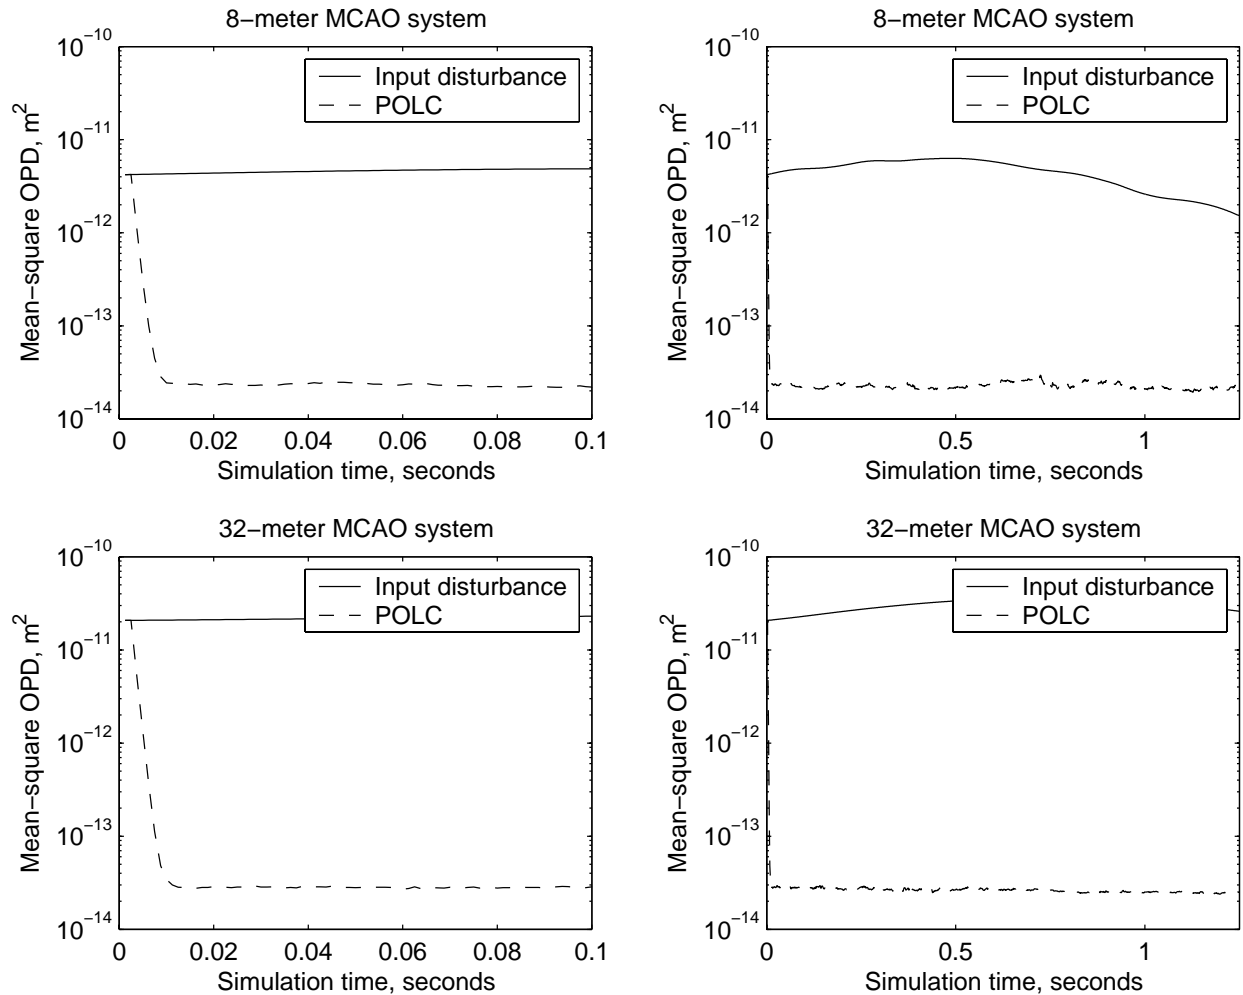 8−meter MCAO system
10−10
10−11
10−12
10−13
10−14
Mean−square OPD, m2
Input disturbance
POLC
0 0.02 0.04 0.06 0.08 0.1
Simulation time, seconds
8−meter MCAO system
10−10
10−11
10−12
10−13
10−14
Mean−square OPD, m2
Input disturbance
POLC
0 0.5 1
Simulation time, seconds
32−meter MCAO system
10−10
10−11
10−12
10−13
10−14
Mean−square OPD, m2
Input disturbance
POLC
0 0.02 0.04 0.06 0.08 0.1
Simulation time, seconds
32−meter MCAO system
10−10
10−11
10−12
10−13
10−14
Mean−square OPD, m2
Input disturbance
POLC
0 0.5 1
Simulation time, seconds